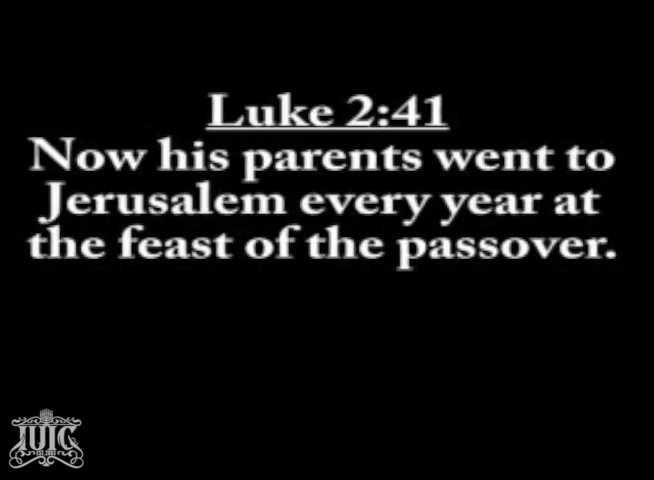 Luke 2:41
Now his parents went to
Jerusalem every year at
the feast of the passover.
IUIC